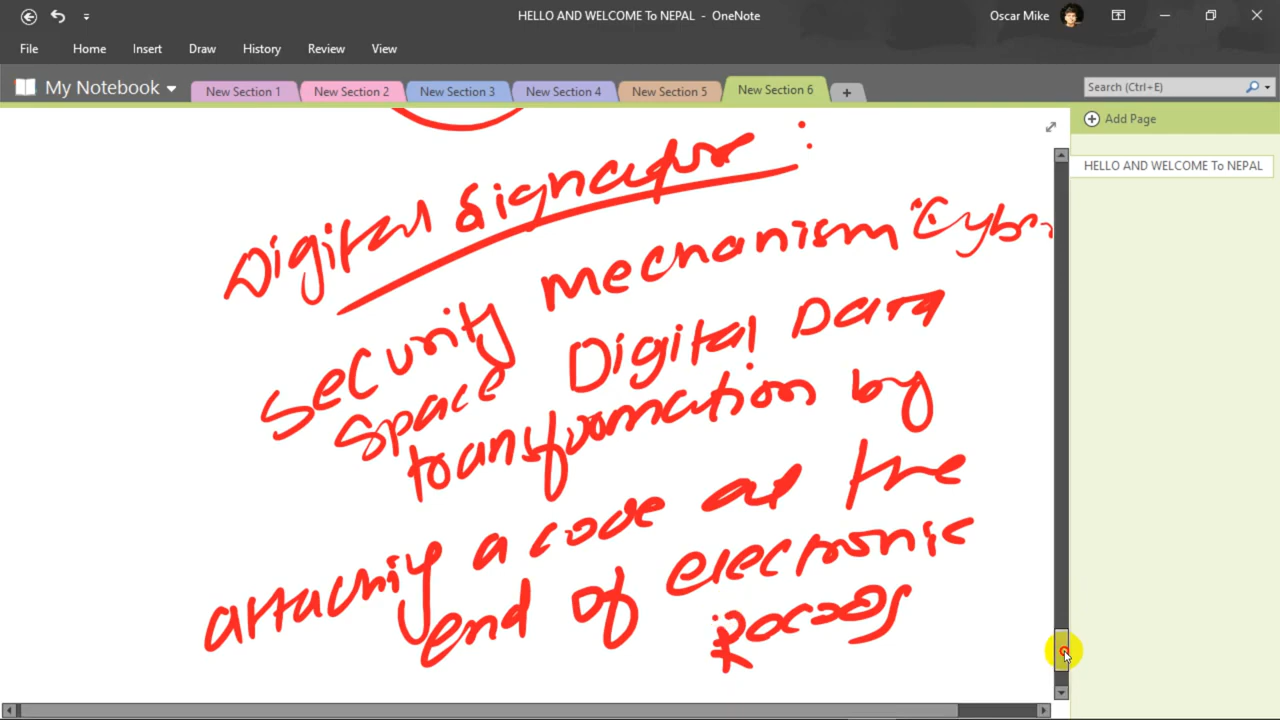 HELLO AND WELCOME To NEPAL - OneNote
Oscar Mike
File Home Insert Draw History Review View
My Notebook New Section 1 New Section 2 New Section 3 New Section 4 New Section 5 New Section 6
Search (Ctrl+E)
Add Page
HELLO AND WELCOME To NEPAL
Digital Signature :
Security mechanism Cyber
Space Digital Data
transformation by
attaching a code at the
end of electronic